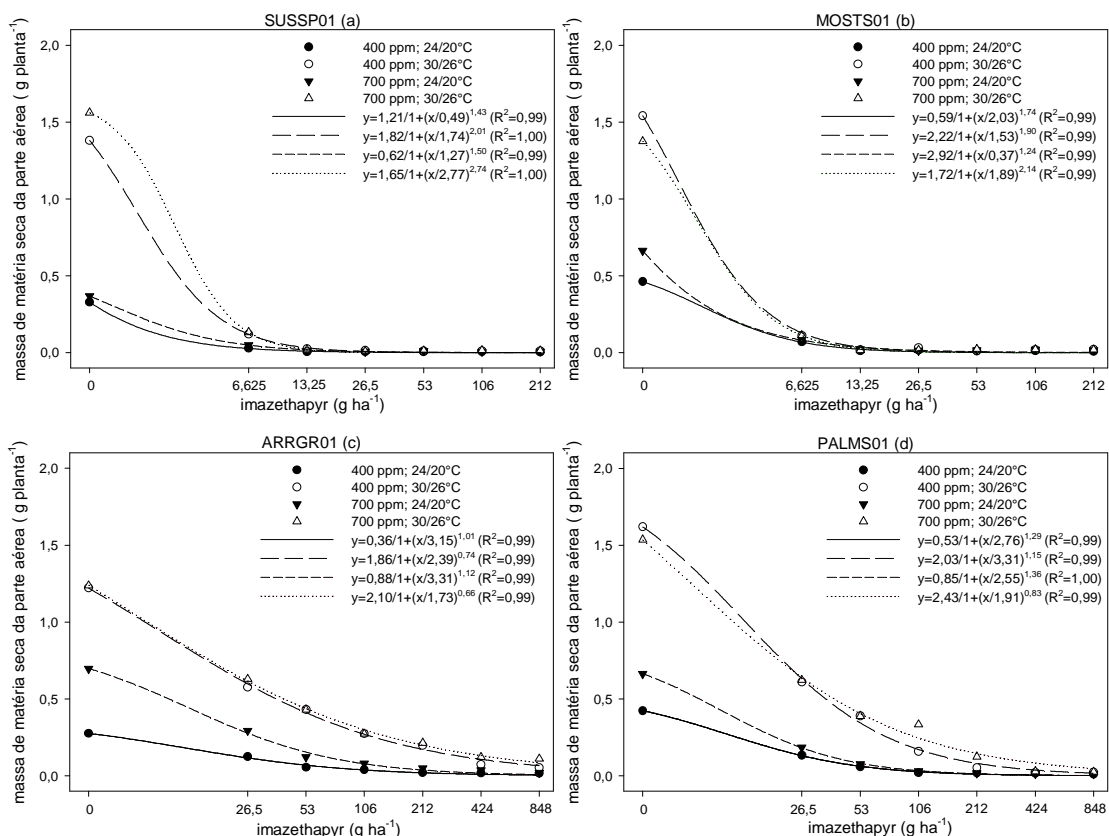 SUSSP01 (a)
massa de matéria seca da parte aérea ( g planta⁻¹)
2,0
1,5
1,0
0,5
0,0
400 ppm; 24/20°C
400 ppm; 30/26°C
700 ppm; 24/20°C
700 ppm; 30/26°C
y=1,21/1+(x/0,49)¹,⁴³ (R²=0,99)
y=1,82/1+(x/1,74)²,⁰¹ (R²=1,00)
y=0,62/1+(x/1,27)¹,⁵⁰ (R²=0,99)
y=1,65/1+(x/2,77)²,⁷⁴ (R²=1,00)
0 6,625 13,25 26,5 53 106 212
imazethapyr (g ha⁻¹)
MOSTS01 (b)
massa de matéria seca da parte aérea ( g planta⁻¹)
2,0
1,5
1,0
0,5
0,0
400 ppm; 24/20°C
400 ppm; 30/26°C
700 ppm; 24/20°C
700 ppm; 30/26°C
y=0,59/1+(x/2,03)¹,⁷⁴ (R²=0,99)
y=2,22/1+(x/1,53)¹,⁹⁰ (R²=0,99)
y=2,92/1+(x/0,37)¹,²⁴ (R²=0,99)
y=1,72/1+(x/1,89)²,¹⁴ (R²=0,99)
0 6,625 13,25 26,5 53 106 212
imazethapyr (g ha⁻¹)
ARRGR01 (c)
massa de matéria seca da parte aérea ( g planta⁻¹)
2,0
1,5
1,0
0,5
0,0
400 ppm; 24/20°C
400 ppm; 30/26°C
700 ppm; 24/20°C
700 ppm; 30/26°C
y=0,36/1+(x/3,15)¹,⁰¹ (R²=0,99)
y=1,86/1+(x/2,39)⁰,⁷⁴ (R²=0,99)
y=0,88/1+(x/3,31)¹,¹² (R²=0,99)
y=2,10/1+(x/1,73)⁰,⁶⁶ (R²=0,99)
0 26,5 53 106 212 424 848
imazethapyr (g ha⁻¹)
PALMS01 (d)
massa de matéria seca da parte aérea ( g planta⁻¹)
2,0
1,5
1,0
0,5
0,0
400 ppm; 24/20°C
400 ppm; 30/26°C
700 ppm; 24/20°C
700 ppm; 30/26°C
y=0,53/1+(x/2,76)¹,²⁹ (R²=0,99)
y=2,03/1+(x/3,31)¹,¹⁵ (R²=0,99)
y=0,85/1+(x/2,55)¹,³⁶ (R²=1,00)
y=2,43/1+(x/1,91)⁰,⁸³ (R²=0,99)
0 26,5 53 106 212 424 848
imazethapyr (g ha⁻¹)